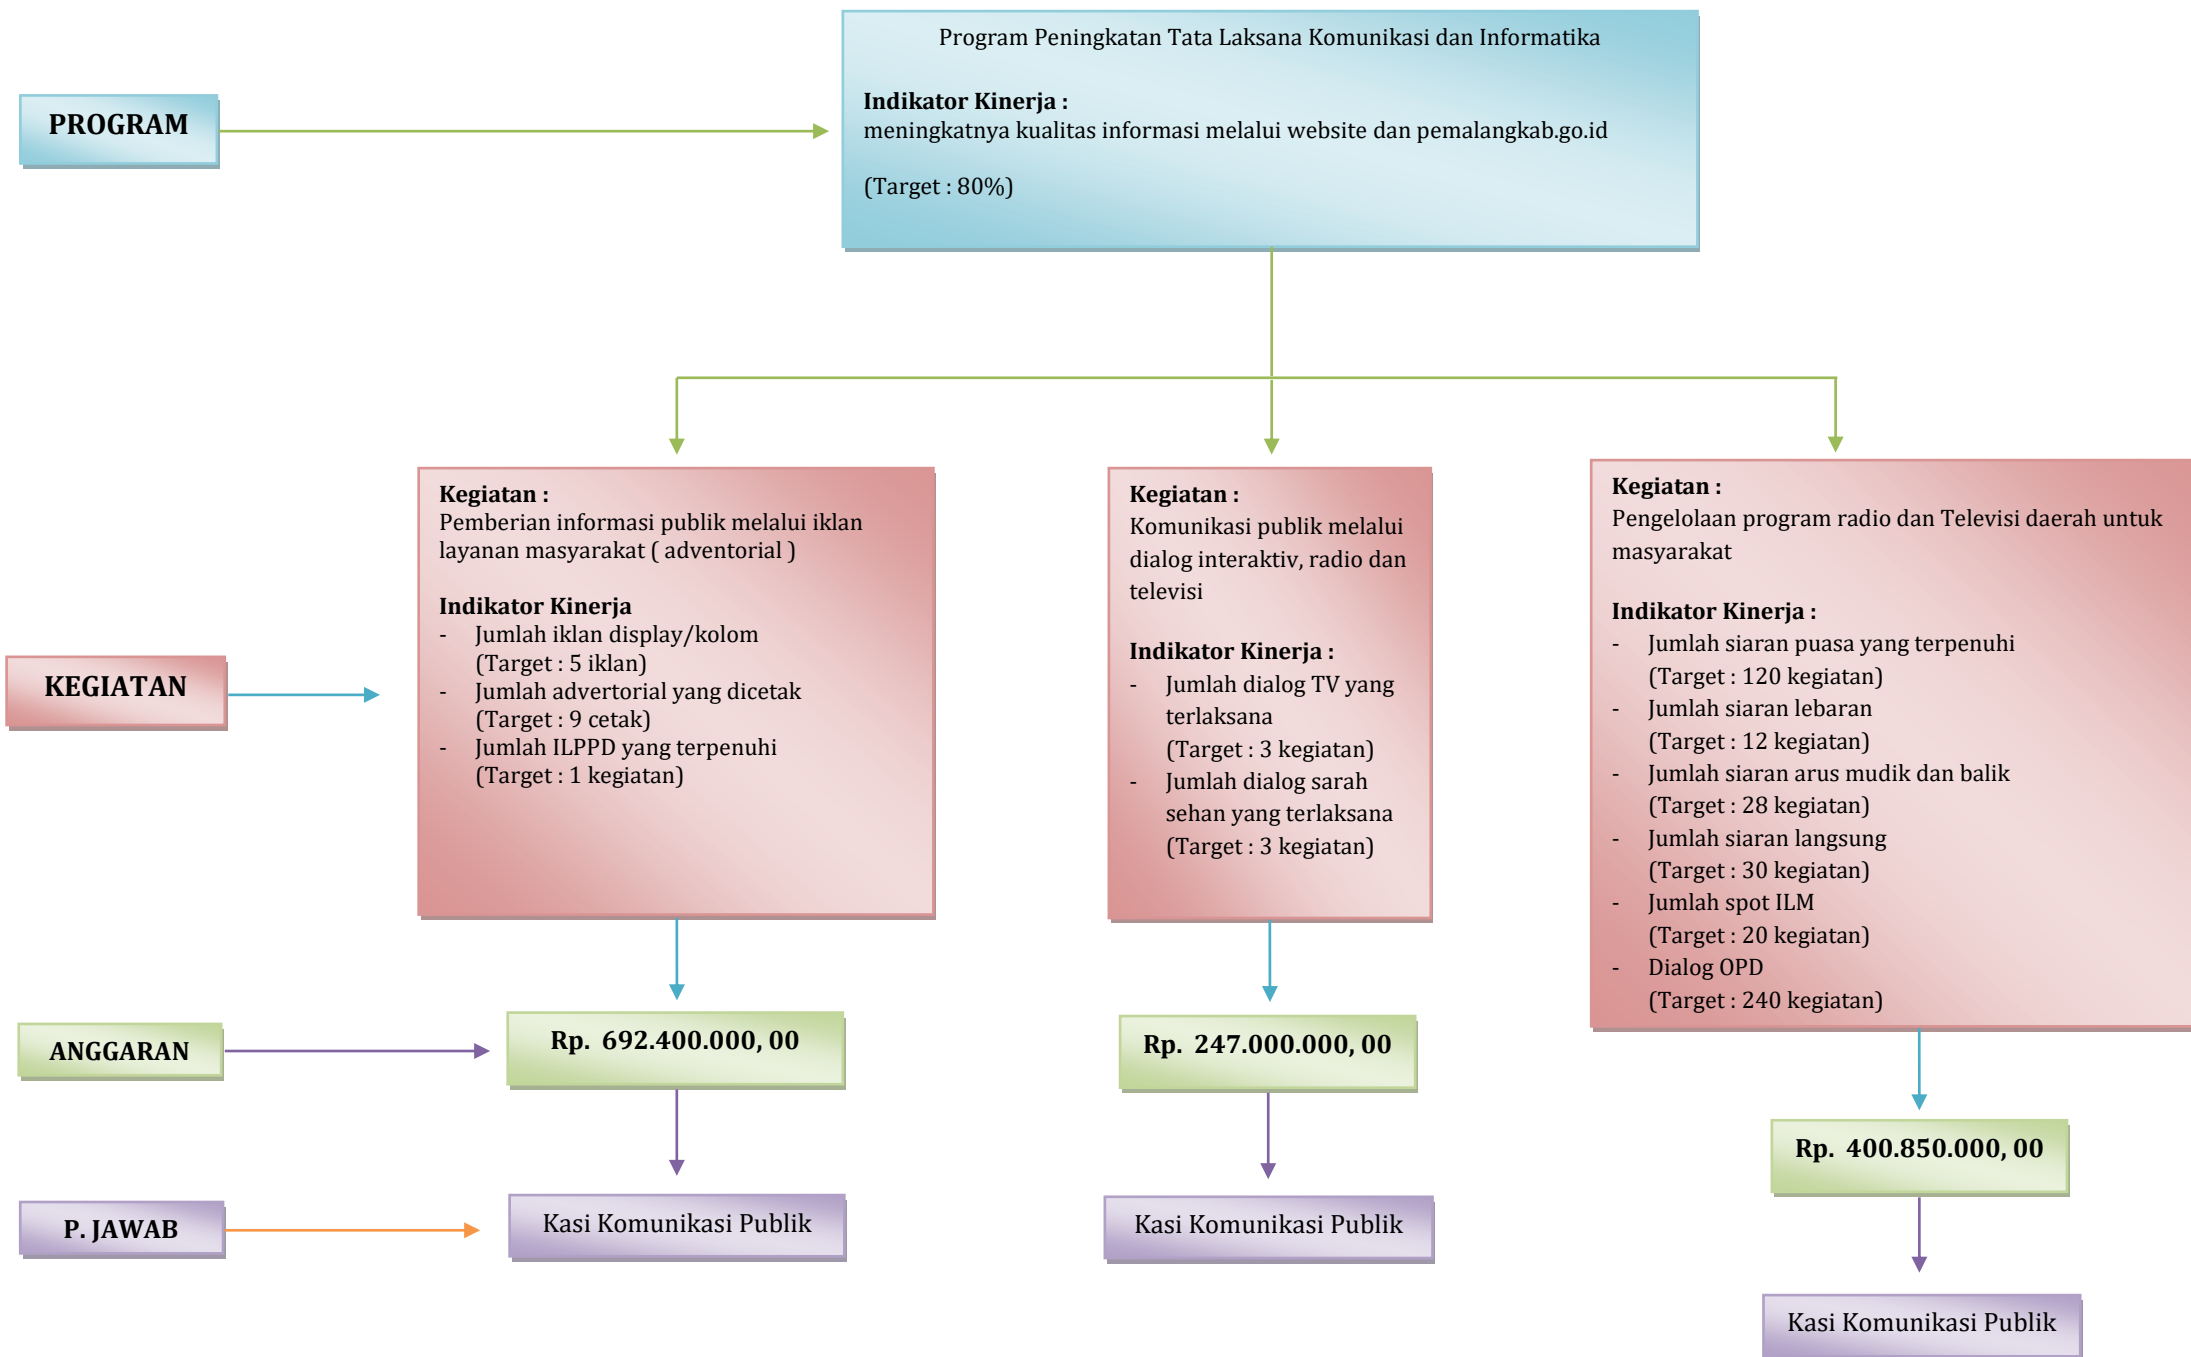 Program Peningkatan Tata Laksana Komunikasi dan Informatika
Indikator Kinerja :
meningkatnya kualitas informasi melalui website dan pemalangkab.go.id
(Target : 80%)
PROGRAM
Kegiatan :
Pemberian informasi publik melalui iklan
layanan masyarakat ( adventorial )
Indikator Kinerja
- Jumlah iklan display/kolom
(Target : 5 iklan)
- Jumlah advertorial yang dicetak
(Target : 9 cetak)
- Jumlah ILPPD yang terpenuhi
(Target : 1 kegiatan)
Kegiatan :
Komunikasi publik melalui
dialog interaktiv, radio dan
televisi
Indikator Kinerja :
- Jumlah dialog TV yang
terlaksana
(Target : 3 kegiatan)
- Jumlah dialog sarah
sehan yang terlaksana
(Target : 3 kegiatan)
Kegiatan :
Pengelolaan program radio dan Televisi daerah untuk
masyarakat
Indikator Kinerja :
- Jumlah siaran puasa yang terpenuhi
(Target : 120 kegiatan)
- Jumlah siaran lebaran
(Target : 12 kegiatan)
- Jumlah siaran arus mudik dan balik
(Target : 28 kegiatan)
- Jumlah siaran langsung
(Target : 30 kegiatan)
- Jumlah spot ILM
(Target : 20 kegiatan)
- Dialog OPD
(Target : 240 kegiatan)
KEGIATAN
ANGGARAN
Rp. 692.400.000, 00
Rp. 247.000.000, 00
Rp. 400.850.000, 00
P. JAWAB
Kasi Komunikasi Publik
Kasi Komunikasi Publik
Kasi Komunikasi Publik